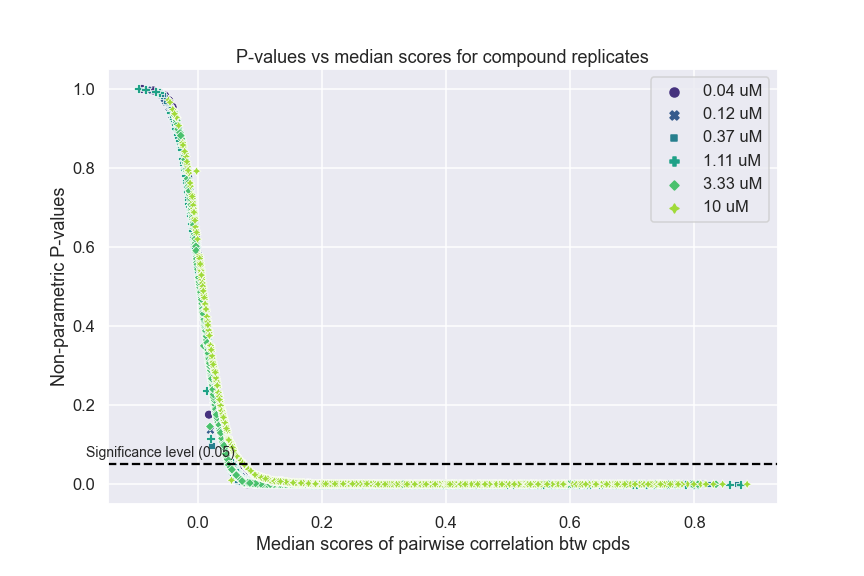 P-values vs median scores for compound replicates
1.0
0.8
0.6
0.4
0.2
0.0
Non-parametric P-values
0.04 uM
0.12 uM
0.37 uM
1.11 uM
3.33 uM
10 uM
Significance level (0.05)
0.0 0.2 0.4 0.6 0.8
Median scores of pairwise correlation btw cpds